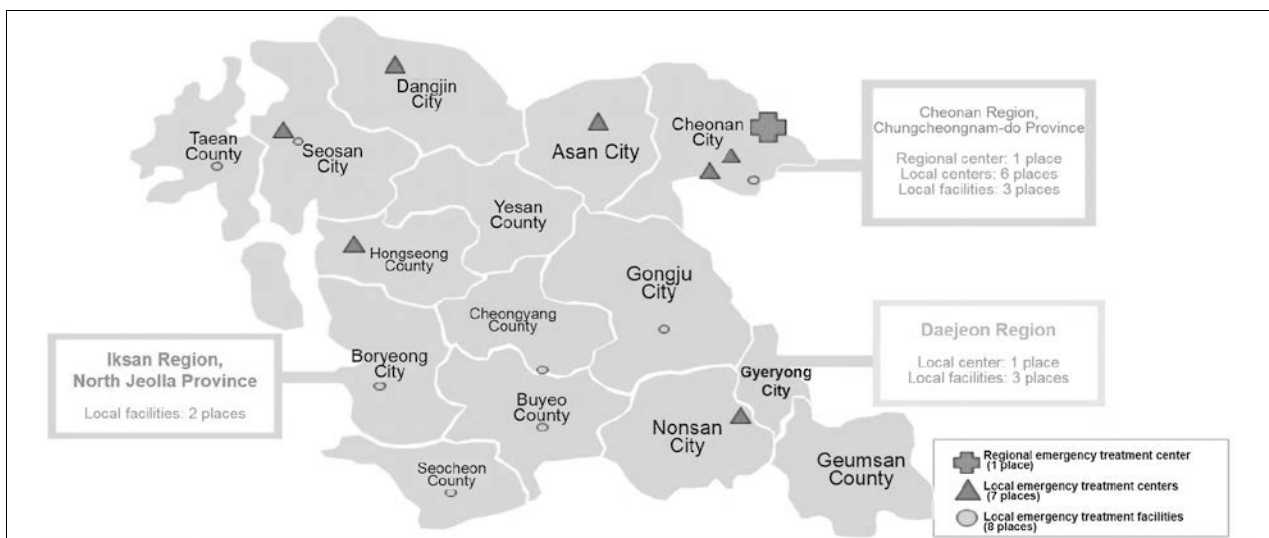 Dangjin
City
Taean
County
Seosan
City
Asan City
Cheonan
City
Cheonan Region,
Chungcheongnam-do Province
Regional center: 1 place
Local centers: 6 places
Local facilities: 3 places
Yesan
County
Hongseong
County
Gongju
City
Cheongyang
County
Iksan Region,
North Jeolla Province
Local facilities: 2 places
Boryeong
City
Daejeon Region
Local center: 1 place
Local facilities: 3 places
Gyeryong
City
Buyeo
County
Nonsan
City
Seocheon
County
Geumsan
County
Regional emergency treatment center
(1 place)
Local emergency treatment centers
(7 places)
Local emergency treatment facilities
(8 places)